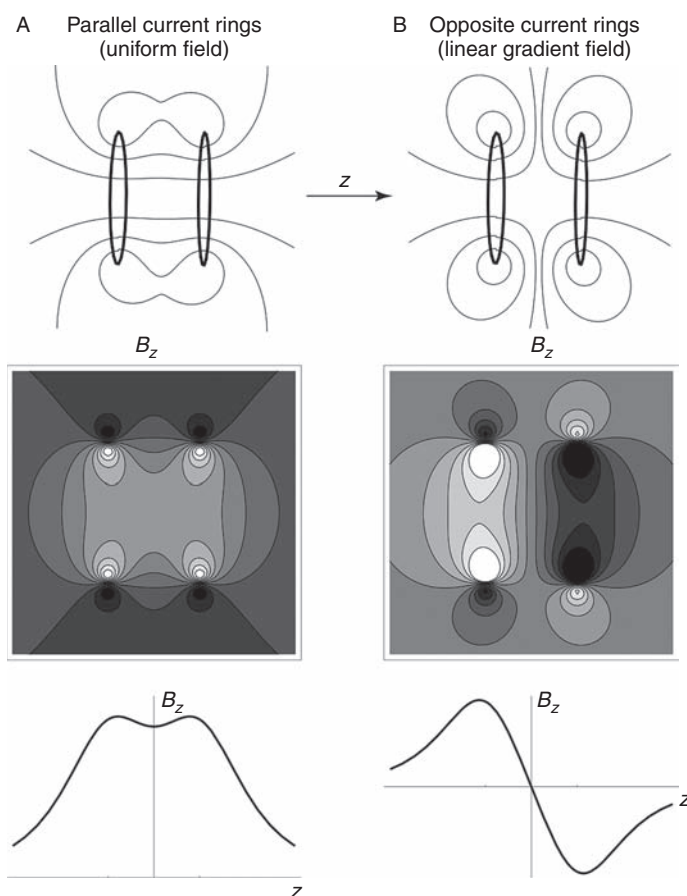 A Parallel current rings
(uniform field)
B Opposite current rings
(linear gradient field)
z
B_z
B_z
B_z
z
B_z
z